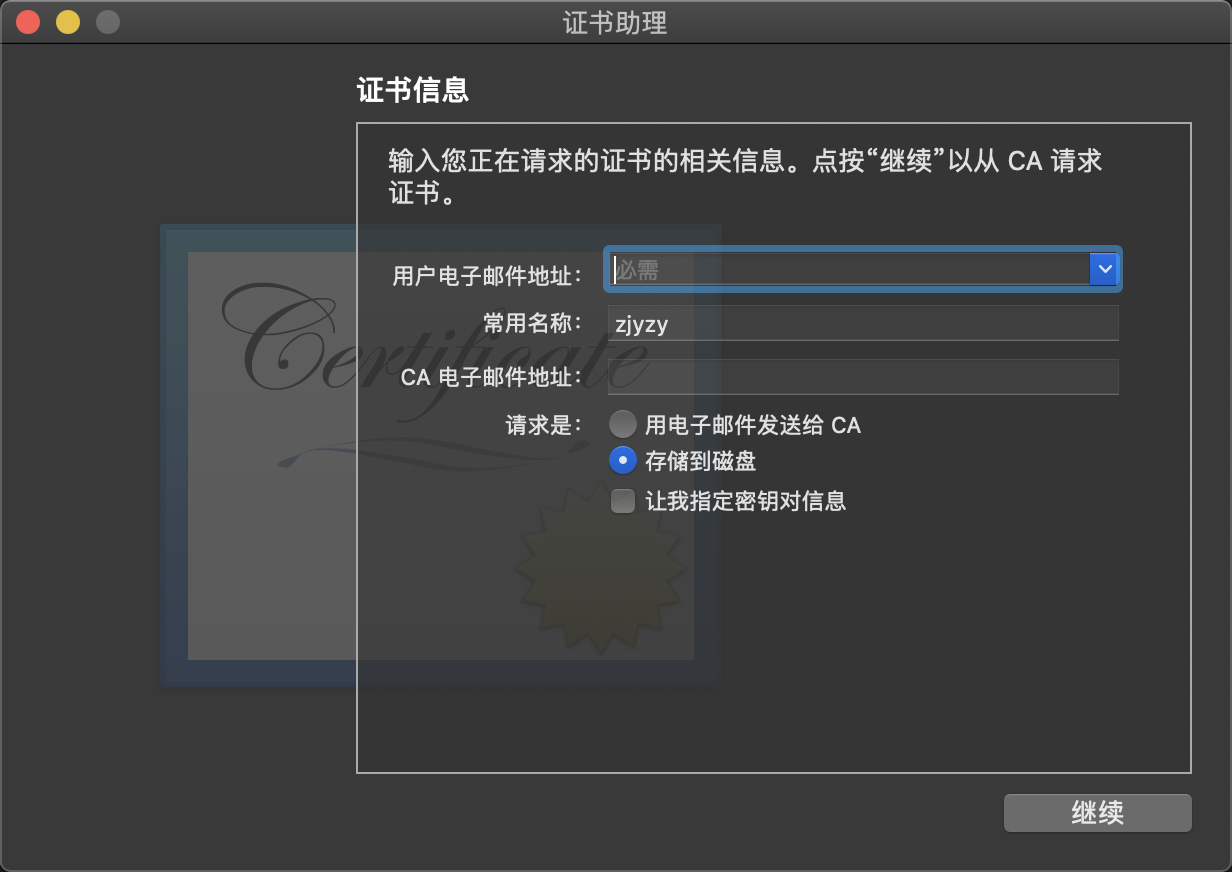 证书助理
证书信息
输入您正在请求的证书的相关信息。点按“继续”以从 CA 请求
证书。
用户电子邮件地址： 必需
常用名称： zjyzy
CA 电子邮件地址：
请求是： 用电子邮件发送给 CA
存储到磁盘
让我指定密钥对信息
Certificate
继续